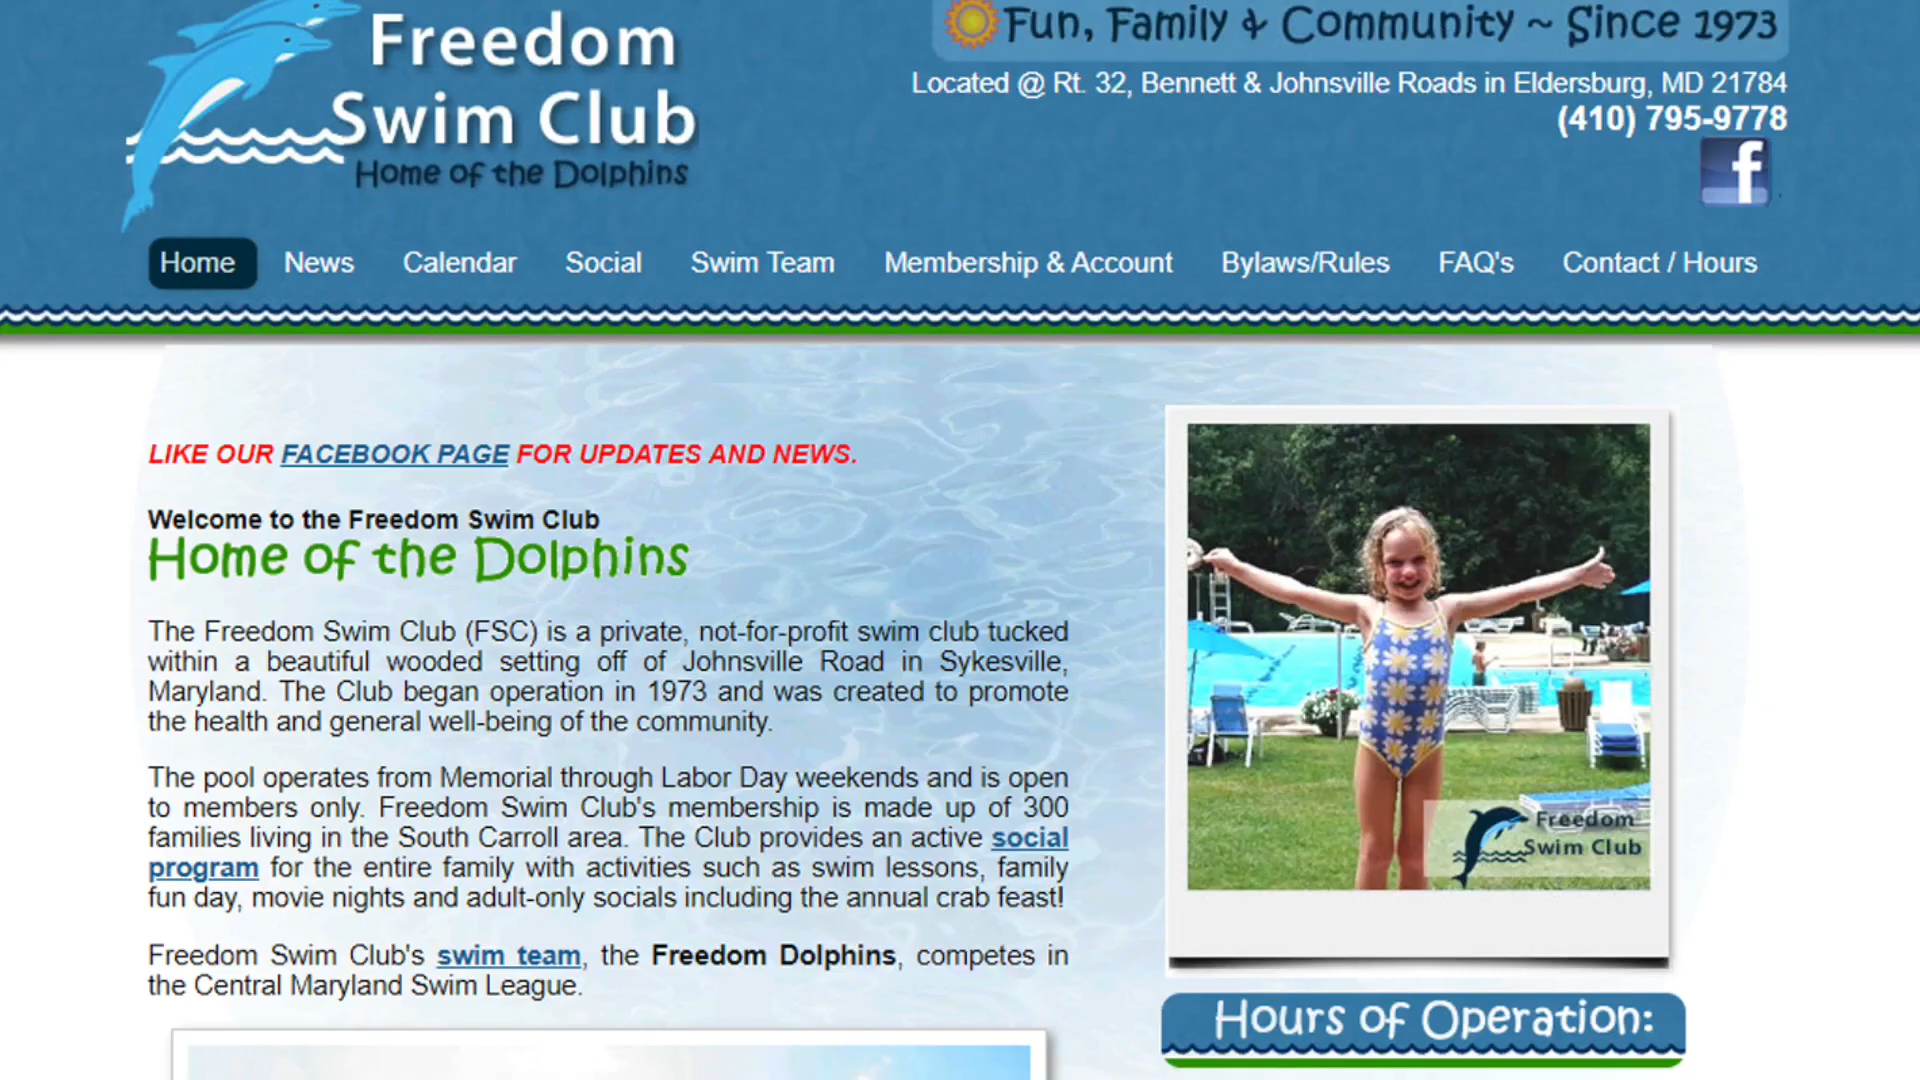 Freedom
Swim Club
Home of the Dolphins
Fun, Family & Community ~ Since 1973
Located @ Rt. 32, Bennett & Johnsville Roads in Eldersburg, MD 21784
(410) 795-9778
f
Home News Calendar Social Swim Team Membership & Account Bylaws/Rules FAQ's Contact / Hours
LIKE OUR FACEBOOK PAGE FOR UPDATES AND NEWS.
Welcome to the Freedom Swim Club
Home of the Dolphins
The Freedom Swim Club (FSC) is a private, not-for-profit swim club tucked
within a beautiful wooded setting off of Johnsville Road in Sykesville,
Maryland. The Club began operation in 1973 and was created to promote
the health and general well-being of the community.
The pool operates from Memorial through Labor Day weekends and is open
to members only. Freedom Swim Club's membership is made up of 300
families living in the South Carroll area. The Club provides an active social
program for the entire family with activities such as swim lessons, family
fun day, movie nights and adult-only socials including the annual crab feast!
Freedom Swim Club's swim team, the Freedom Dolphins, competes in
the Central Maryland Swim League.
Freedom
Swim Club
Hours of Operation: